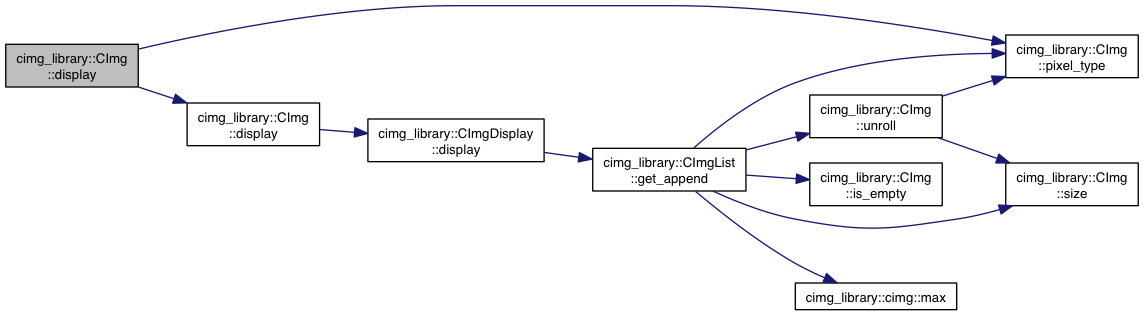 cimg_library::CImg
::display
cimg_library::CImg
::display
cimg_library::CImgDisplay
::display
cimg_library::CImgList
::get_append
cimg_library::CImg
::pixel_type
cimg_library::CImg
::unroll
cimg_library::CImg
::is_empty
cimg_library::CImg
::size
cimg_library::cimg::max